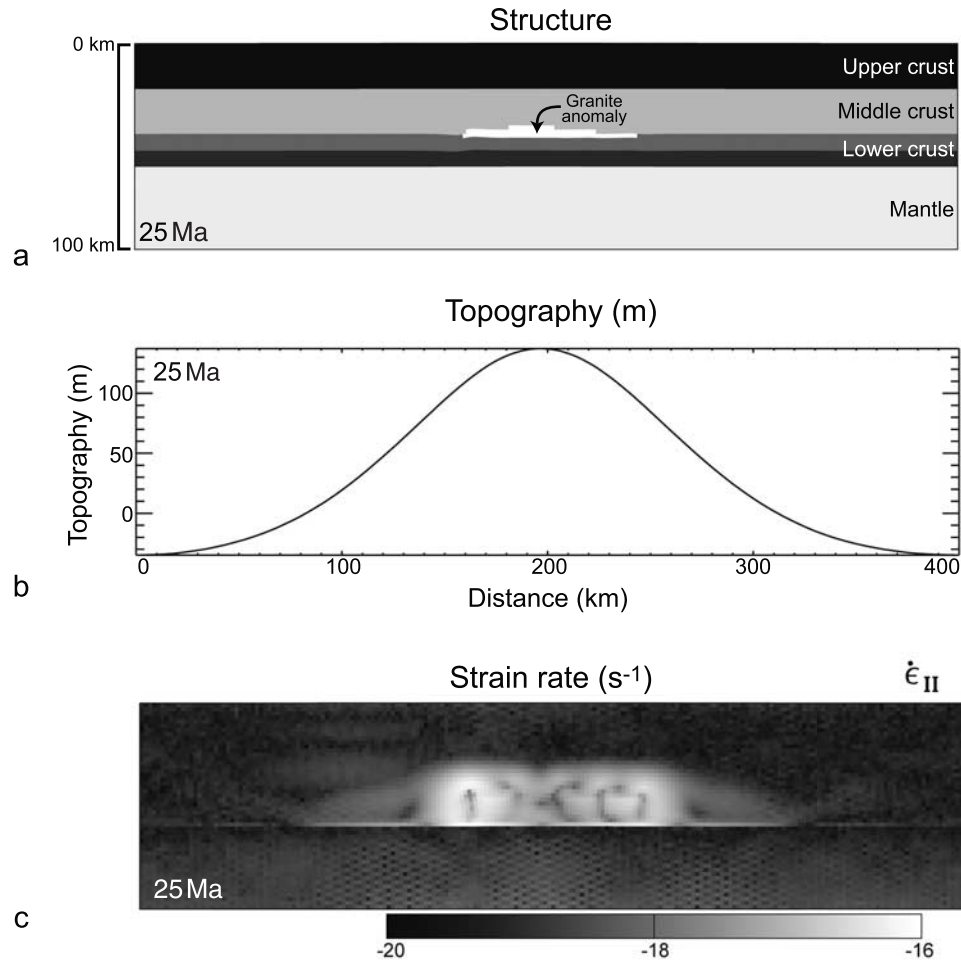 Structure
0 km
Upper crust
Granite
anomaly
Middle crust
Lower crust
Mantle
25 Ma
100 km
a
Topography (m)
25 Ma
Topography (m)
100
50
0
0 100 200 300 400
Distance (km)
b
Strain rate (s-1)
ε̇II
25 Ma
c
-20 -18 -16